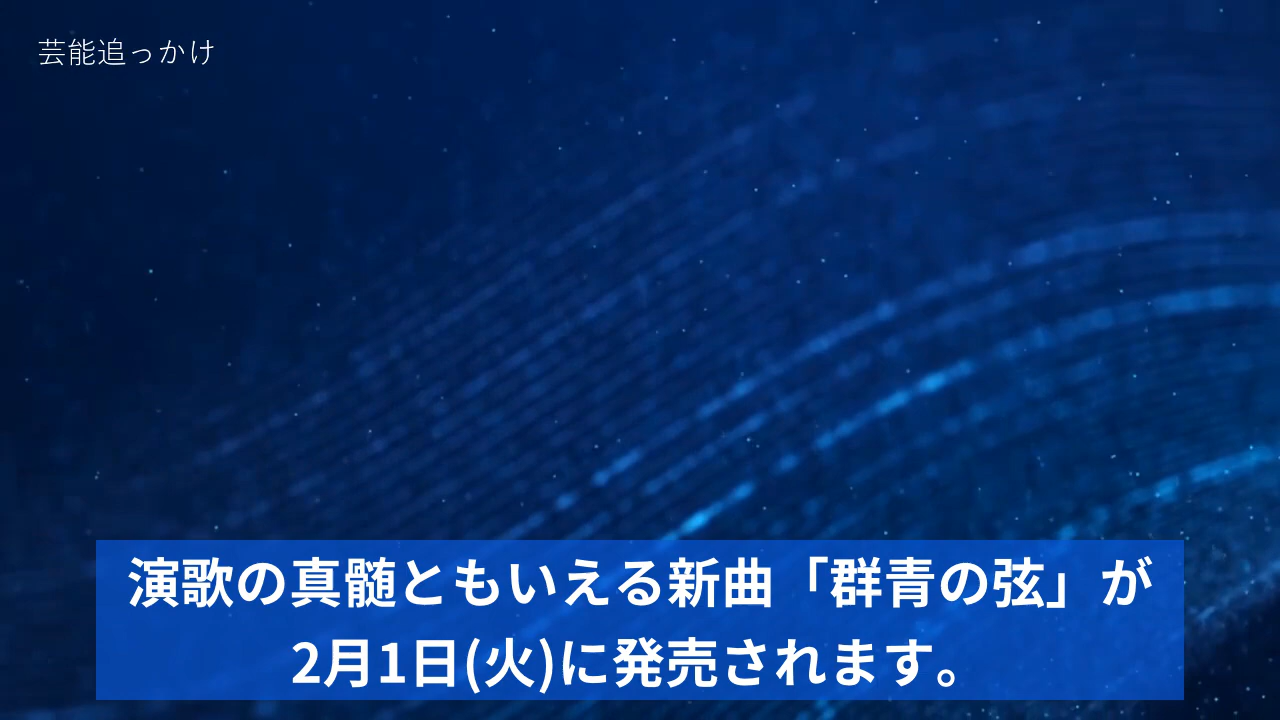 芸能追っかけ
演歌の真髄ともいえる新曲「群青の弦」が
2月1日(火)に発売されます。